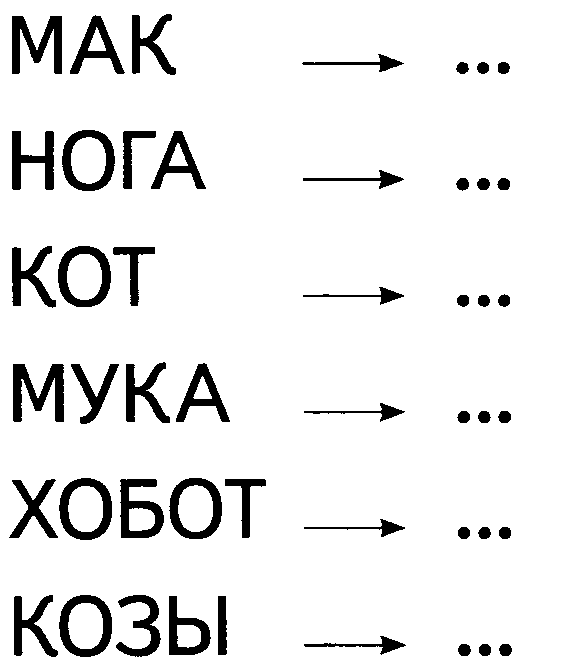 МАК → ...
НОГА → ...
КОТ → ...
МУКА → ...
ХОБОТ → ...
КОЗЫ → ...